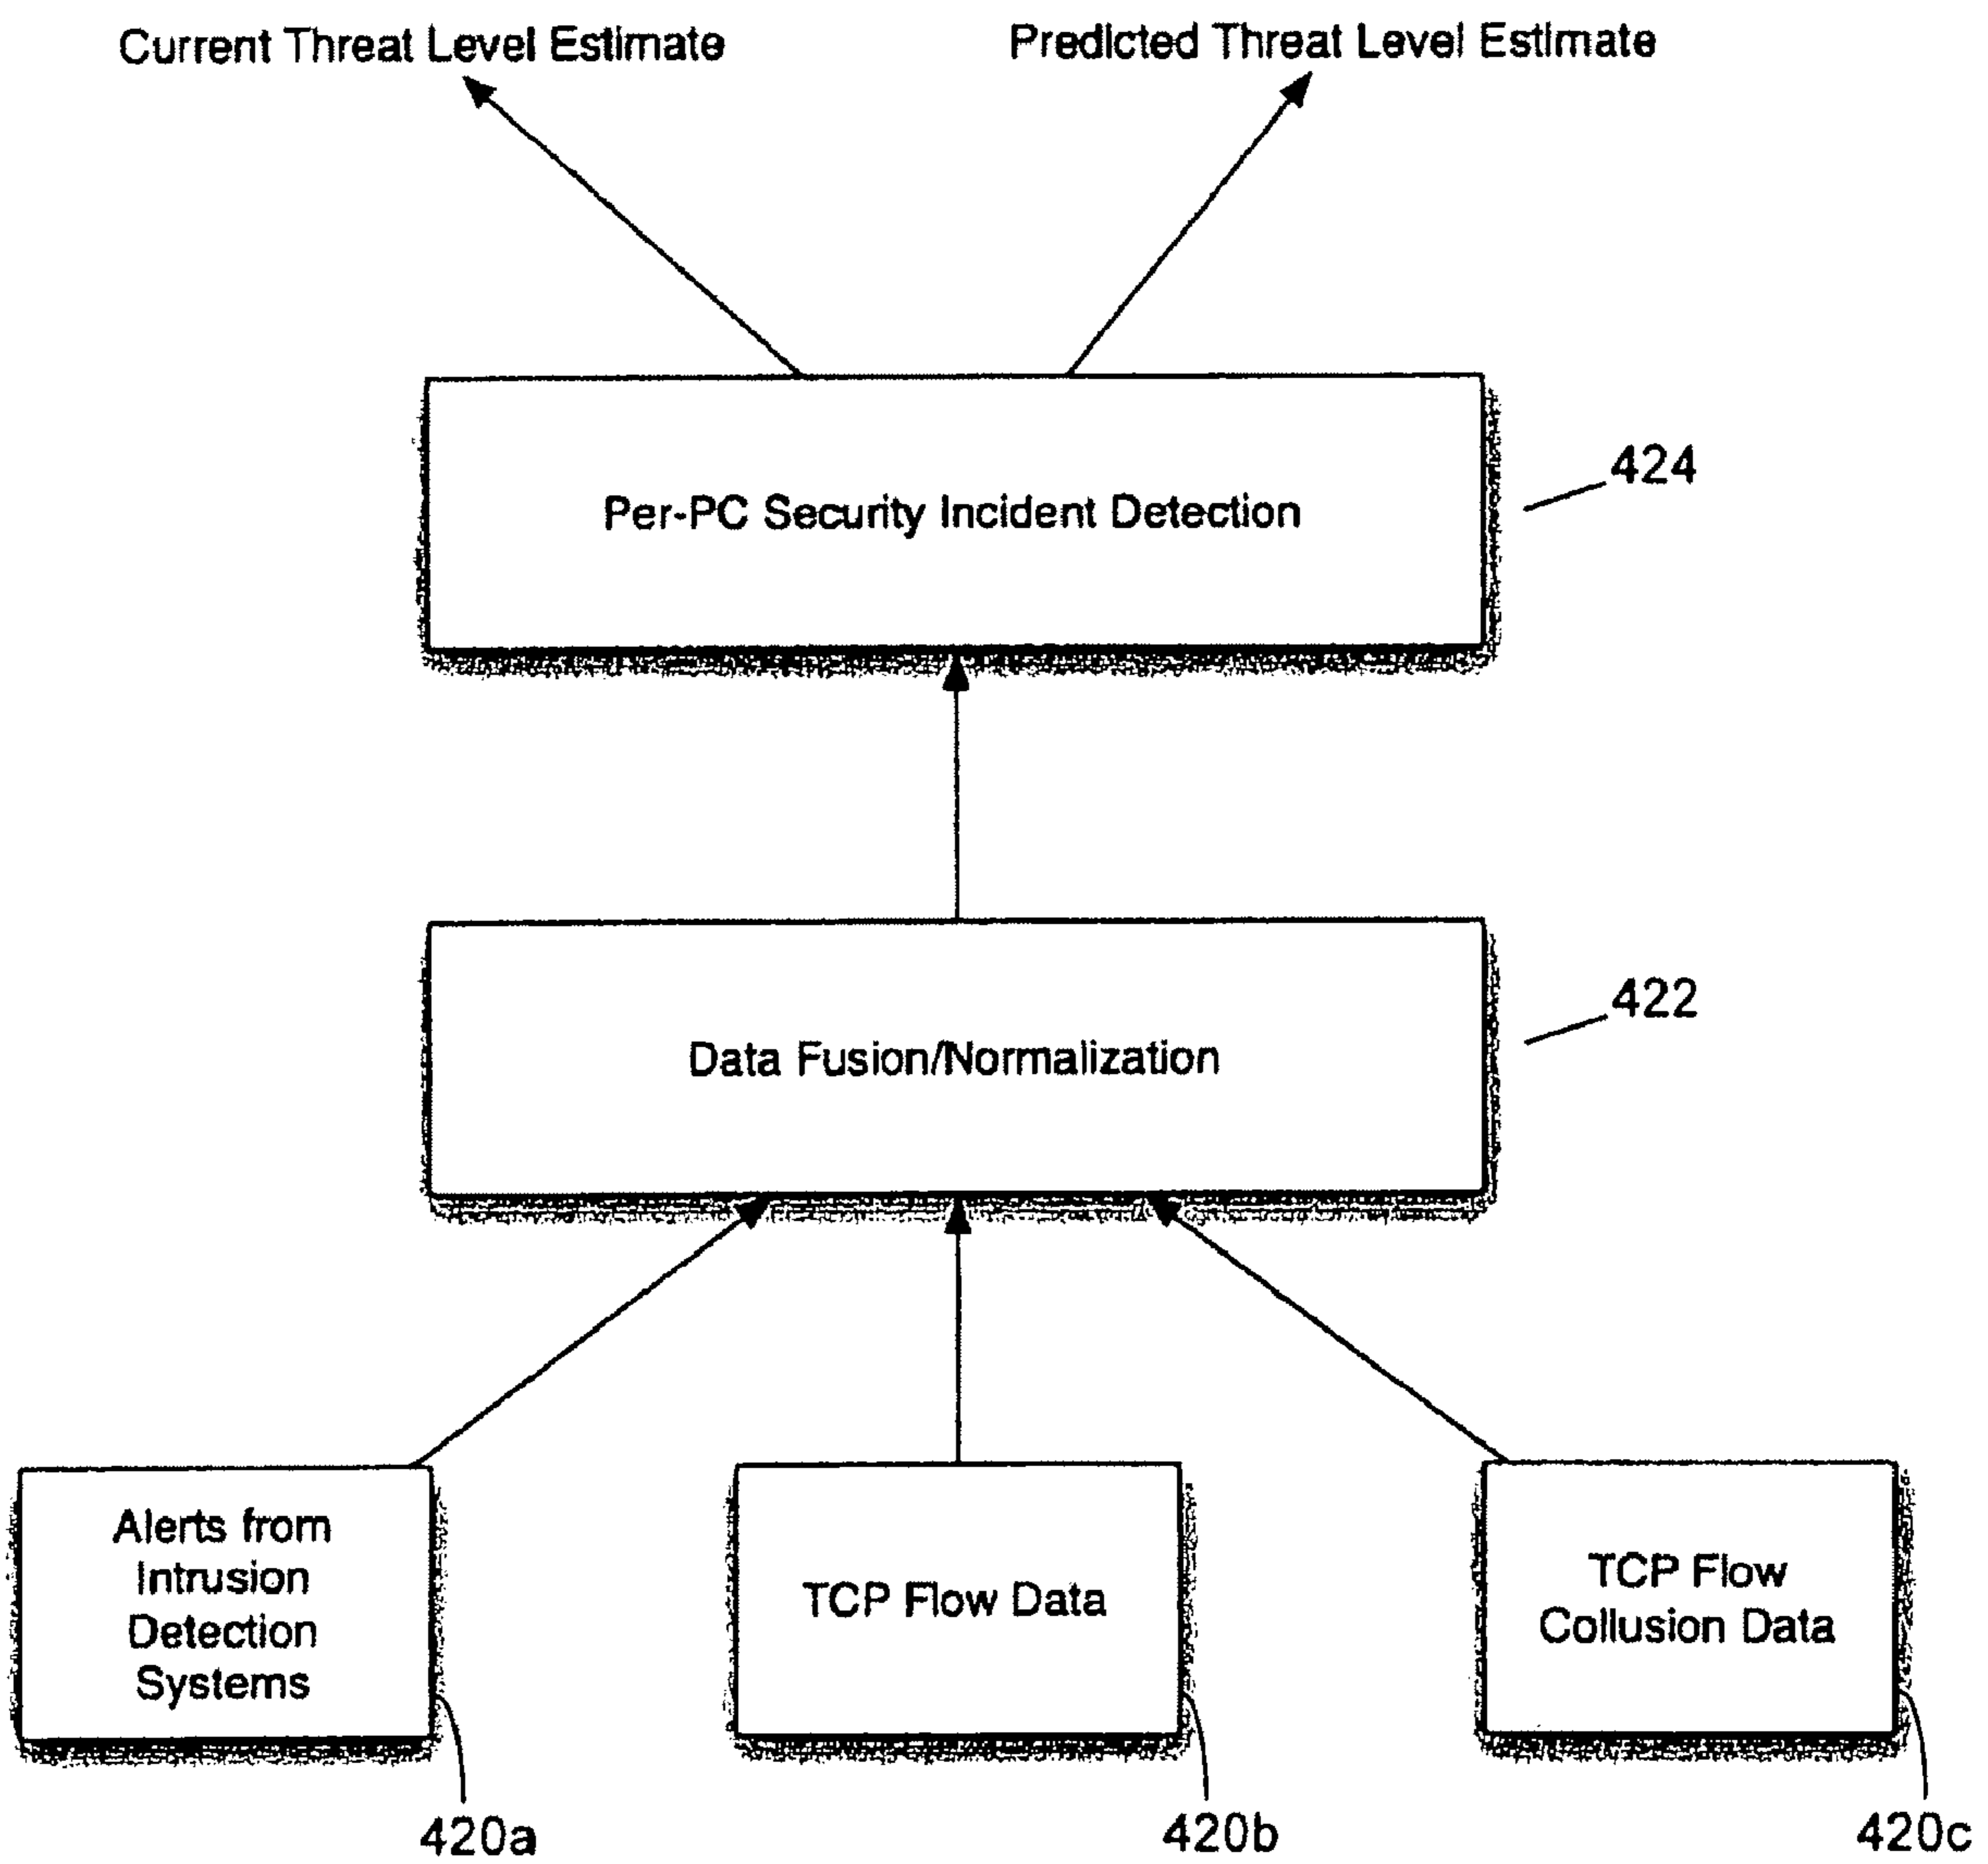 Current Threat Level Estimate
Predicted Threat Level Estimate
Per-PC Security Incident Detection
424
Data Fusion/Normalization
422
Alerts from
Intrusion
Detection
Systems
420a
TCP Flow Data
420b
TCP Flow
Collusion Data
420c